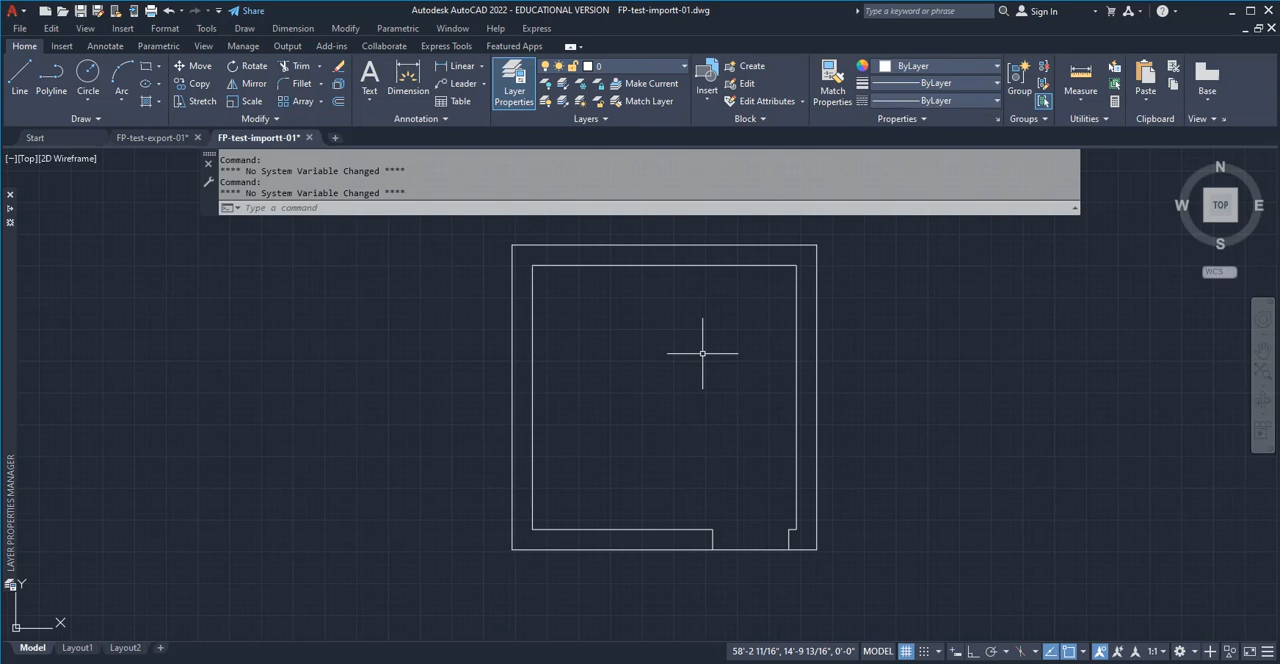 Autodesk AutoCAD 2022 - EDUCATIONAL VERSION FP-test-importt-01.dwg
Share
Type a keyword or phrase
Sign In
File Edit View Insert Format Tools Draw Dimension Modify Parametric Window Help Express
Home Insert Annotate Parametric View Manage Output Add-ins Collaborate Express Tools Featured Apps
Line Polyline Circle Arc
Move Rotate Trim
Copy Mirror Fillet
Stretch Scale Array
Text Dimension
Linear
Leader
Table
Layer Properties
0
Make Current
Match Layer
Insert
Create
Edit
Edit Attributes
Match Properties
ByLayer
ByLayer
ByLayer
Group
Measure
Paste
Base
Draw Modify Annotation Layers Block Properties Groups Utilities Clipboard View
Start FP-test-export-01* FP-test-importt-01*
[−][Top][2D Wireframe]
Command:
**** No System Variable Changed ****
Command:
**** No System Variable Changed ****
Type a command
N
W TOP E
S
WCS
LAYER PROPERTIES MANAGER
Y
X
Model Layout1 Layout2
58'-2 11/16", 14'-9 13/16", 0'-0" MODEL 1:1